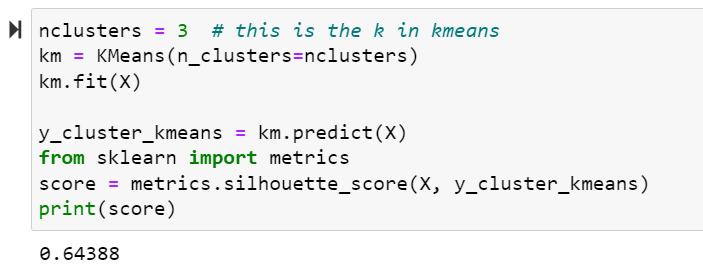 nclusters = 3  # this is the k in kmeans
km = KMeans(n_clusters=nclusters)
km.fit(X)
y_cluster_kmeans = km.predict(X)
from sklearn import metrics
score = metrics.silhouette_score(X, y_cluster_kmeans)
print(score)
0.64388